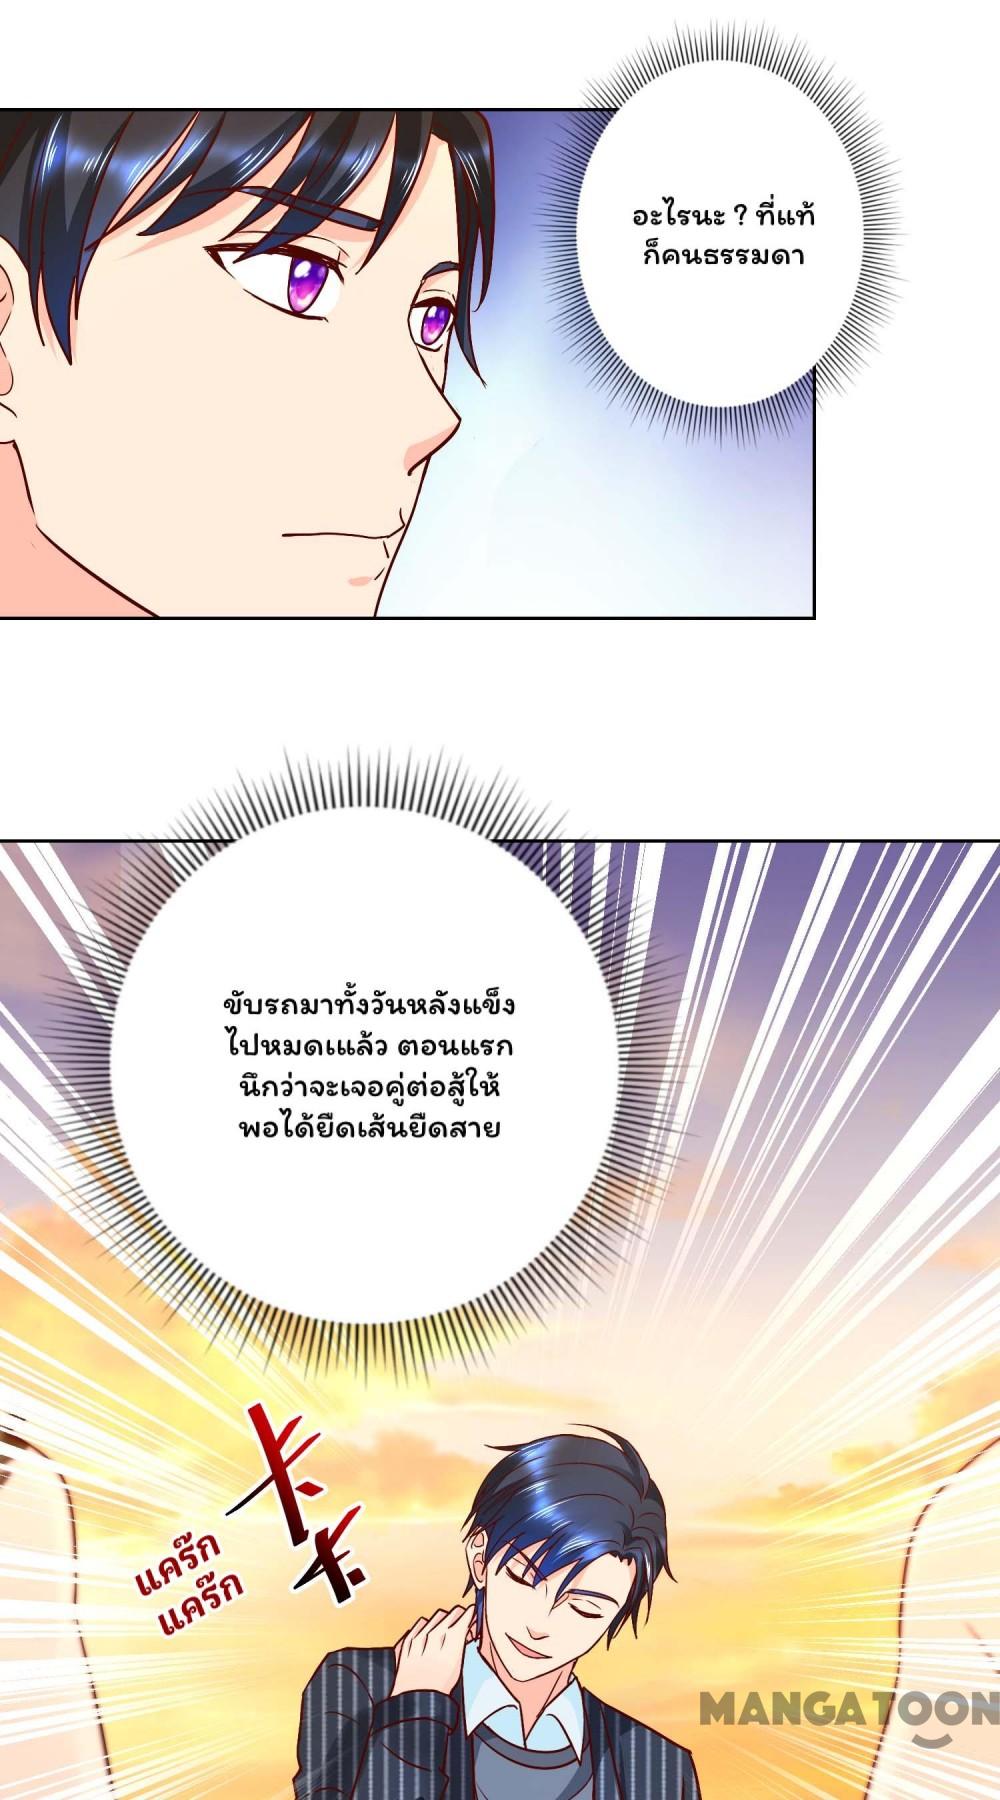 อะไรนะ ? ที่แท้
ก็คนธรรมดา
ขับรถมาทั้งวันหลังแข็ง
ไปหมดแล้ว ตอนแรก
นึกว่าจะเจอคู่ต่อสู้ให้
พอได้ยืดเส้นยืดสาย
แคร๊ก
แคร๊ก
MANGATOON